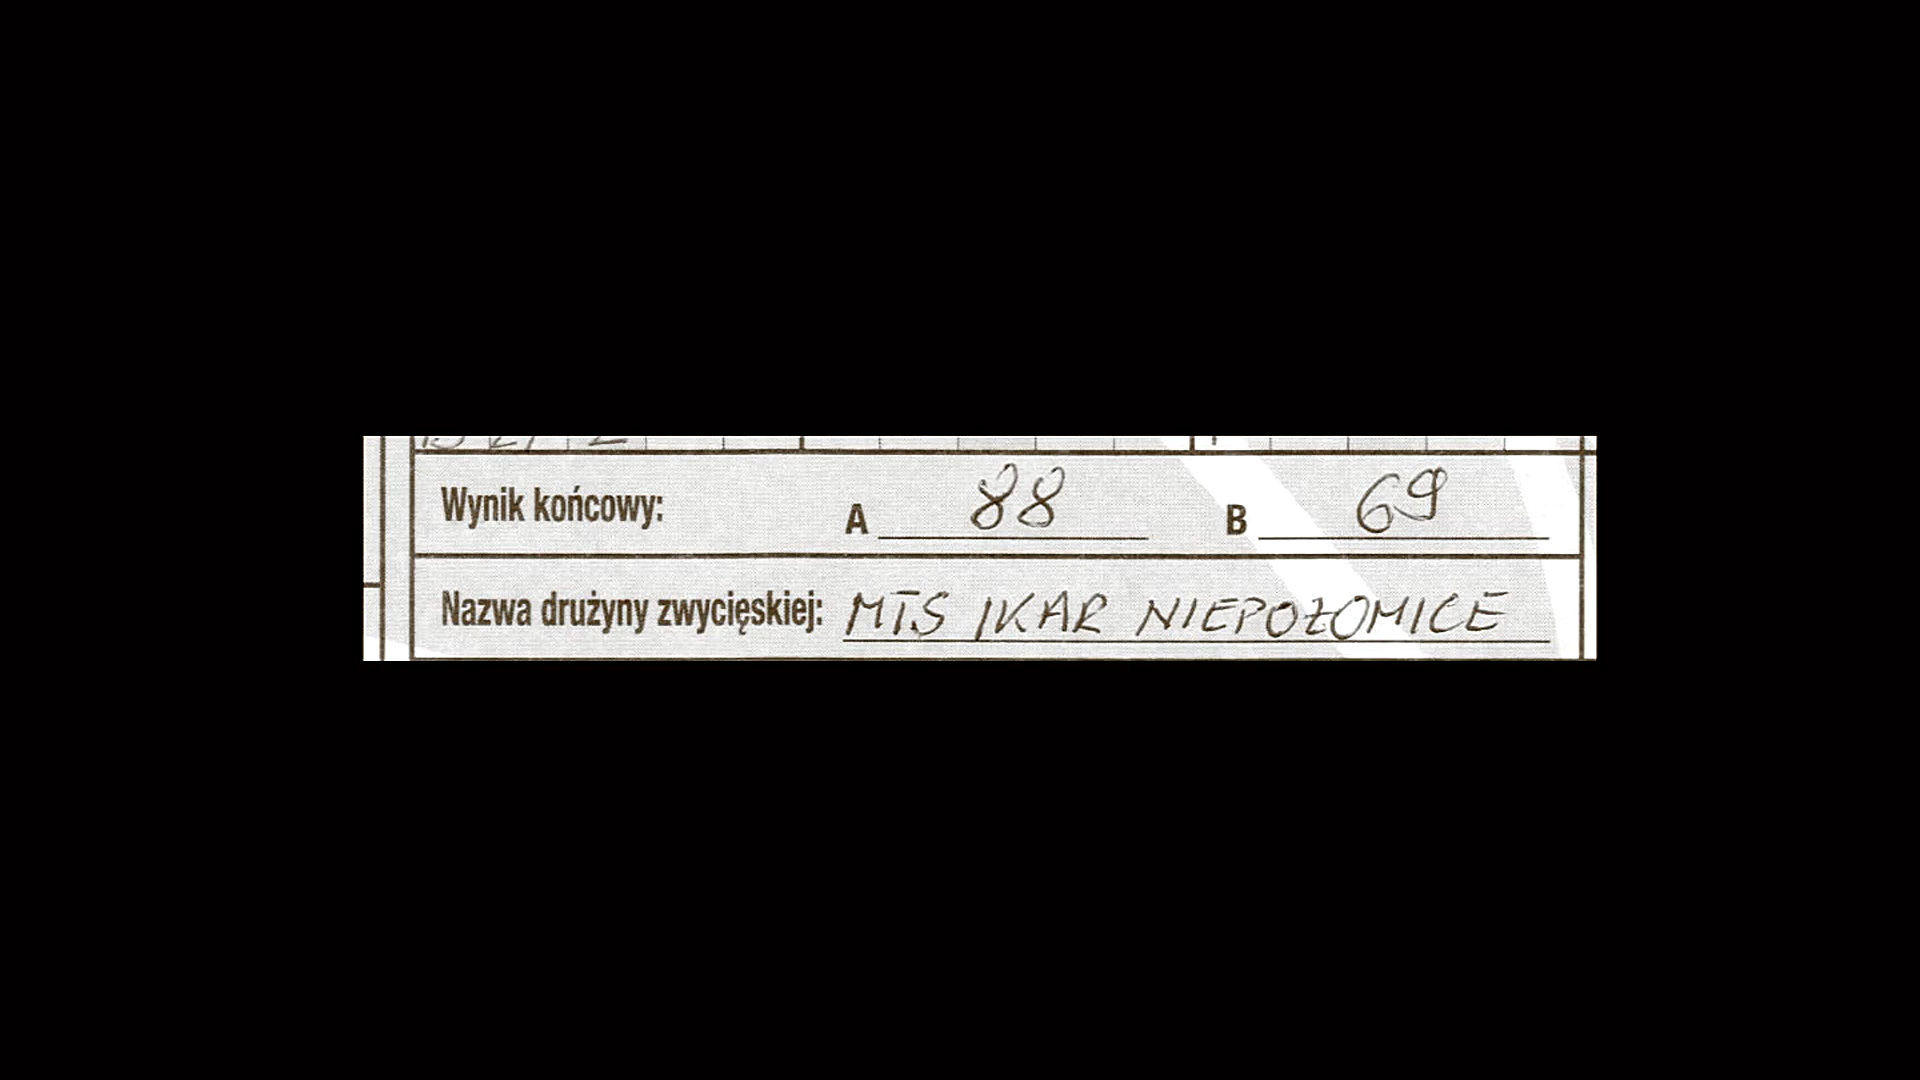 Wynik końcowy: A 88 B 69
Nazwa drużyny zwycięskiej: MTS IKAR NIEPOŁOMICE